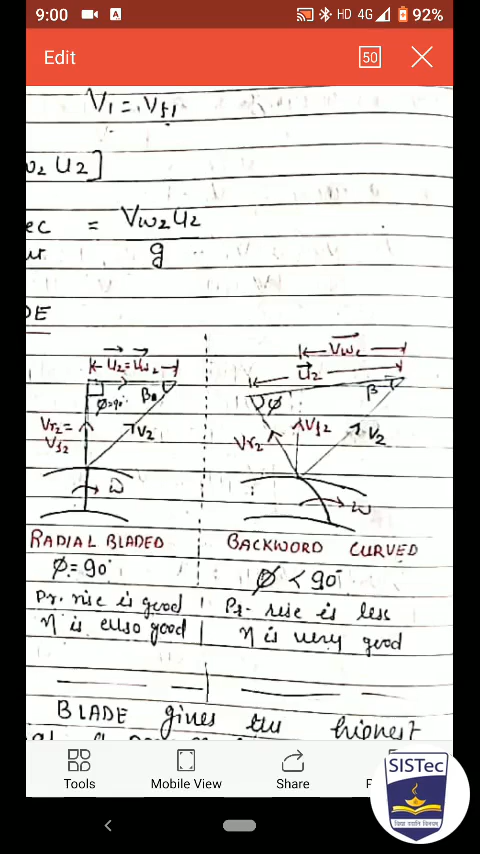 9:00 A HD 4G 92%
Edit 50
V1 = Vf1
w2 U2]
ec = Vw2 U2
g
DE
U2 = Vw2
Vw2
U2
Φ=90°
β
Φ
β
Vr2 =
Vf2
V2
Vr2
Vf2
V2
ω
ω
RADIAL BLADED
BACKWORD CURVED
Φ = 90°
Φ < 90°
Pr. rise is good
Pr. rise is less
η is also good
η is very good
BLADE gives the highest
Tools Mobile View Share
SISTec